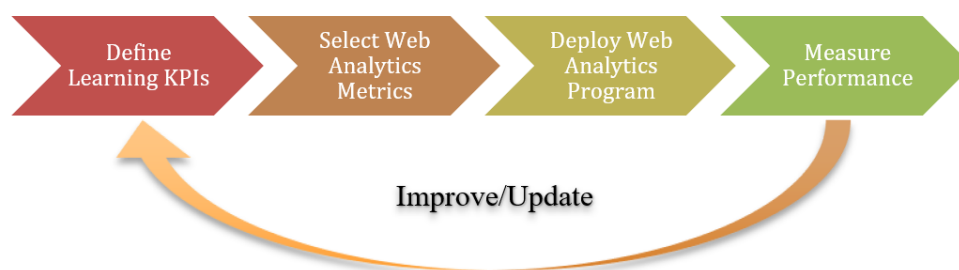 Define
Learning KPIs
Select Web
Analytics
Metrics
Deploy Web
Analytics
Program
Measure
Performance
Improve/Update